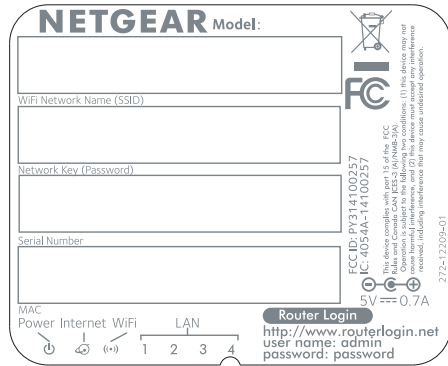 NETGEAR Model:
WiFi Network Name (SSID)
Network Key (Password)
Serial Number
MAC
Power Internet WiFi LAN
1 2 3 4
FC
FCC ID: PY314100257
IC: 4054A-14100257
This device complies with part 15 of the FCC
Rules and Canada CAN ICES-3 (A)/NMB-3(A).
Operation is subject to the following two conditions: (1) this device may not
cause harmful interference, and (2) this device must accept any interference
received, including interference that may cause undesired operation.
272-12209-01
5V 0.7A
Router Login
http://www.routerlogin.net
user name: admin
password: password